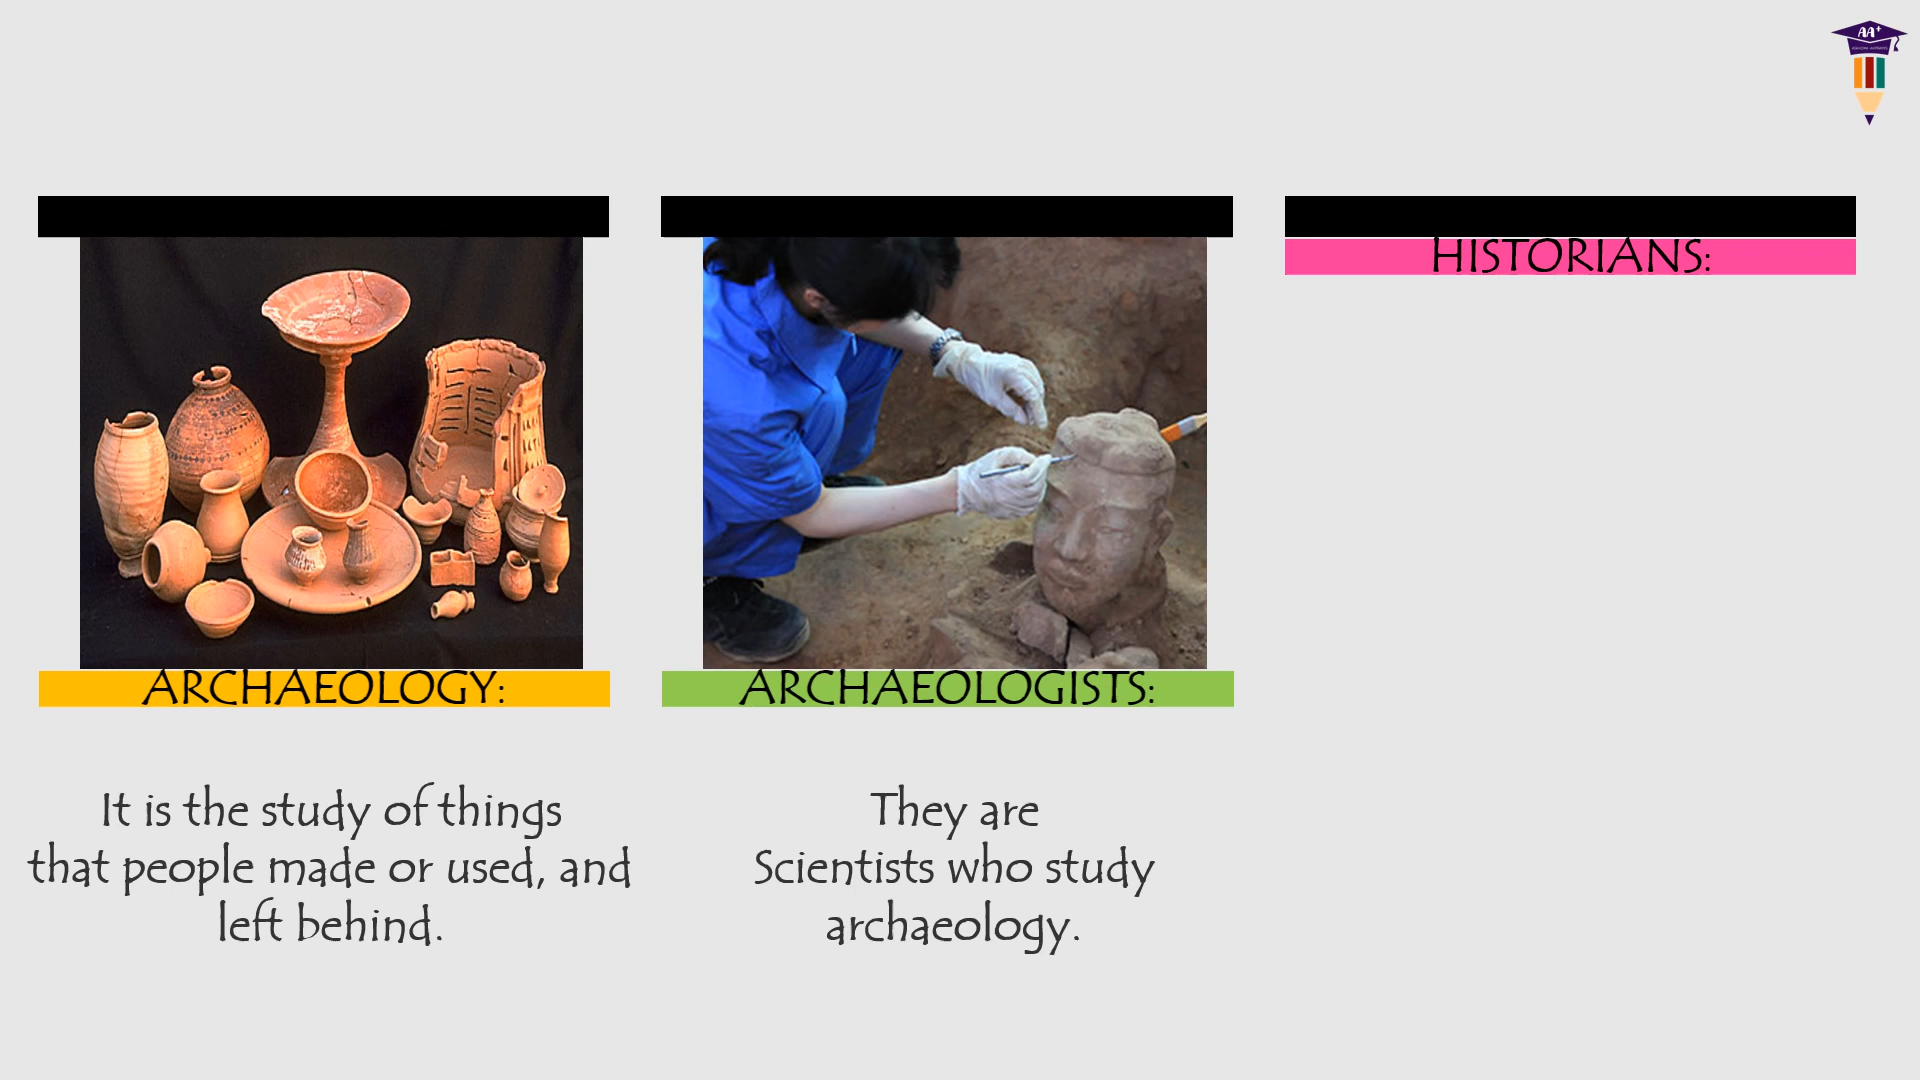 AA+
ARCHAEOLOGY:
It is the study of things
that people made or used, and
left behind.
ARCHAEOLOGISTS:
They are
Scientists who study
archaeology.
HISTORIANS: